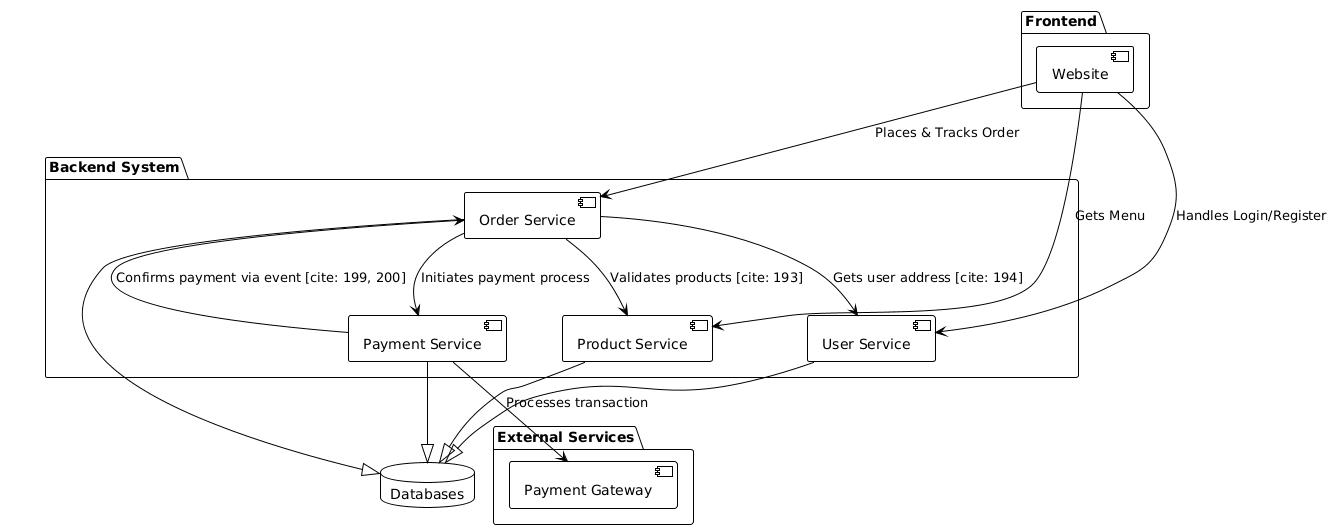 Frontend
Website
Places & Tracks Order
Backend System
Order Service
Gets Menu
Handles Login/Register
Confirms payment via event [cite: 199, 200]
Initiates payment process
Validates products [cite: 193]
Gets user address [cite: 194]
Payment Service
Product Service
User Service
Processes transaction
External Services
Payment Gateway
Databases